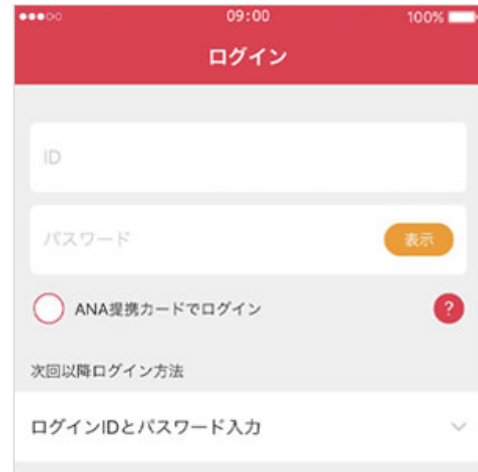 09:00
100%
ログイン
ID
パスワード
表示
ANA提携カードでログイン
?
次回以降ログイン方法
ログインIDとパスワード入力